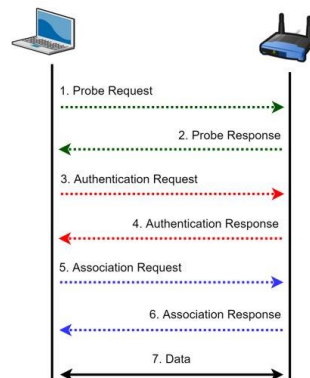 1. Probe Request
2. Probe Response
3. Authentication Request
4. Authentication Response
5. Association Request
6. Association Response
7. Data